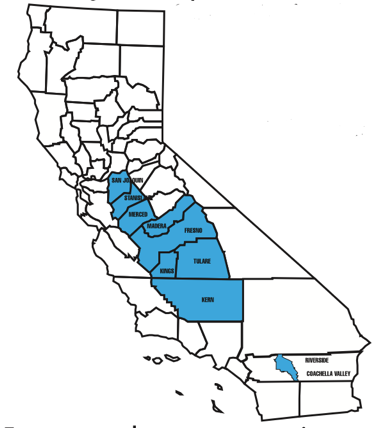 SAN JOAQUIN
STANISLAUS
MERCED
MADERA
FRESNO
TULARE
KINGS
KERN
RIVERSIDE
COACHELLA VALLEY